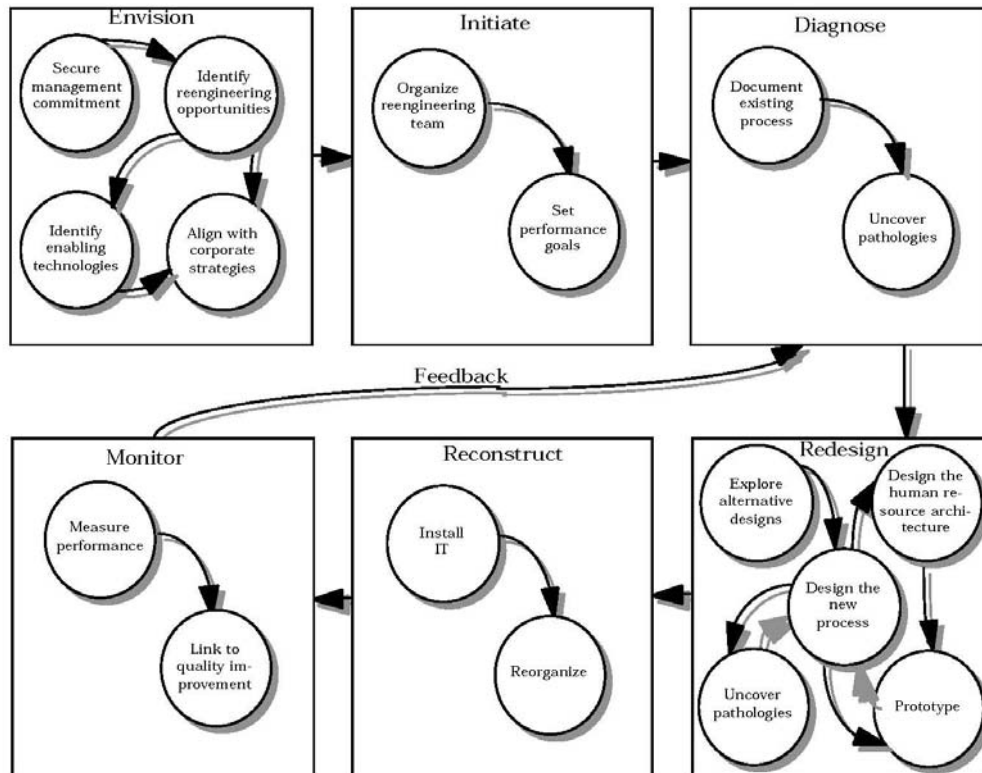 Envision
Secure
management
commitment
Identify
reengineering
opportunities
Identify
enabling
technologies
Align with
corporate
strategies
Initiate
Organize
reengineering
team
Set
performance
goals
Diagnose
Document
existing
process
Uncover
pathologies
Feedback
Monitor
Measure
performance
Link to
quality im-
provement
Reconstruct
Install
IT
Reorganize
Redesign
Explore
alternative
designs
Design the
human re-
source archi-
tecture
Design the
new
process
Uncover
pathologies
Prototype